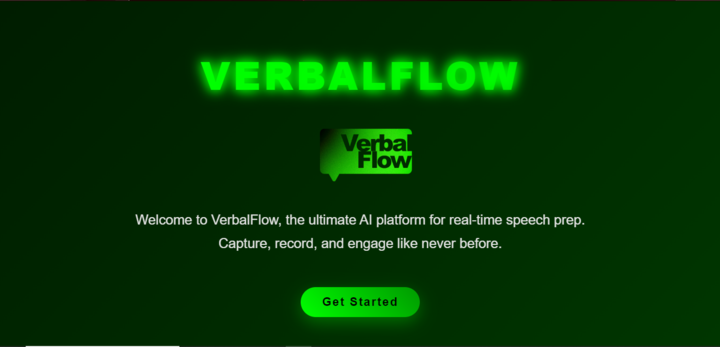 VERBALFLOW
Verbal
Flow
Welcome to VerbalFlow, the ultimate AI platform for real-time speech prep.
Capture, record, and engage like never before.
Get Started